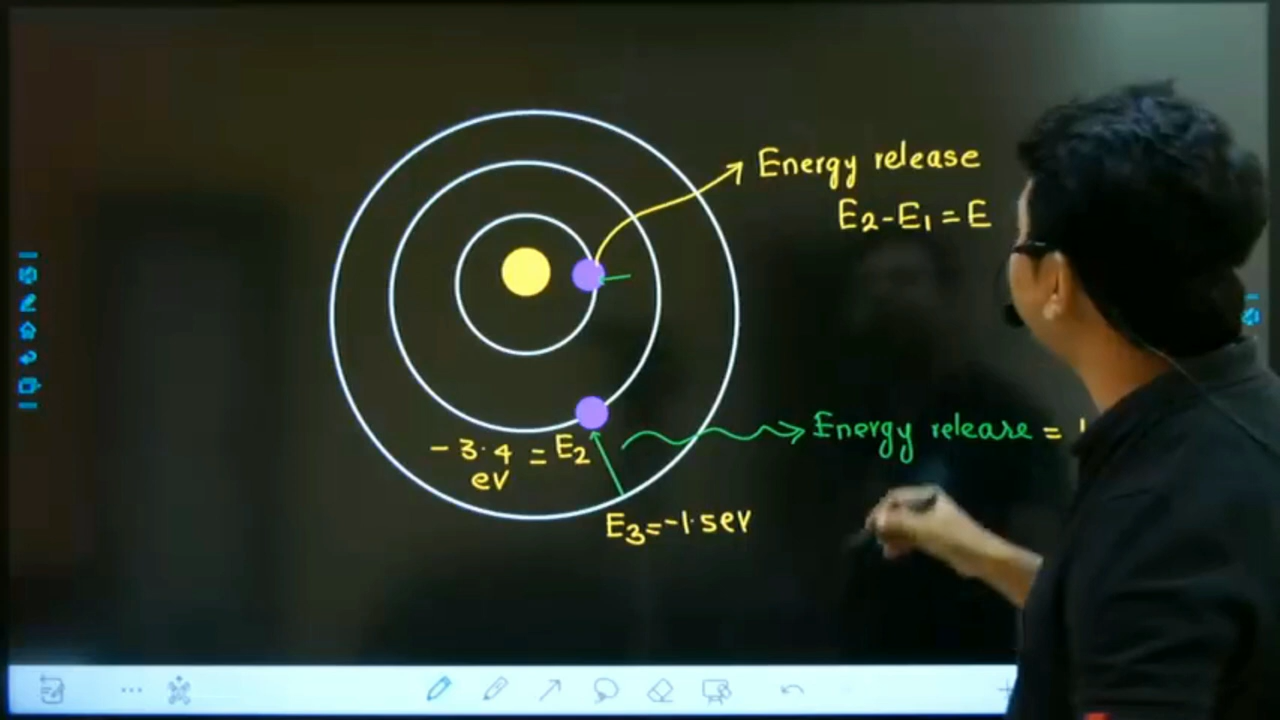 Energy release
E₂-E₁=E
Energy release =
-3.4 = E₂
ev
E₃=-1.5ev